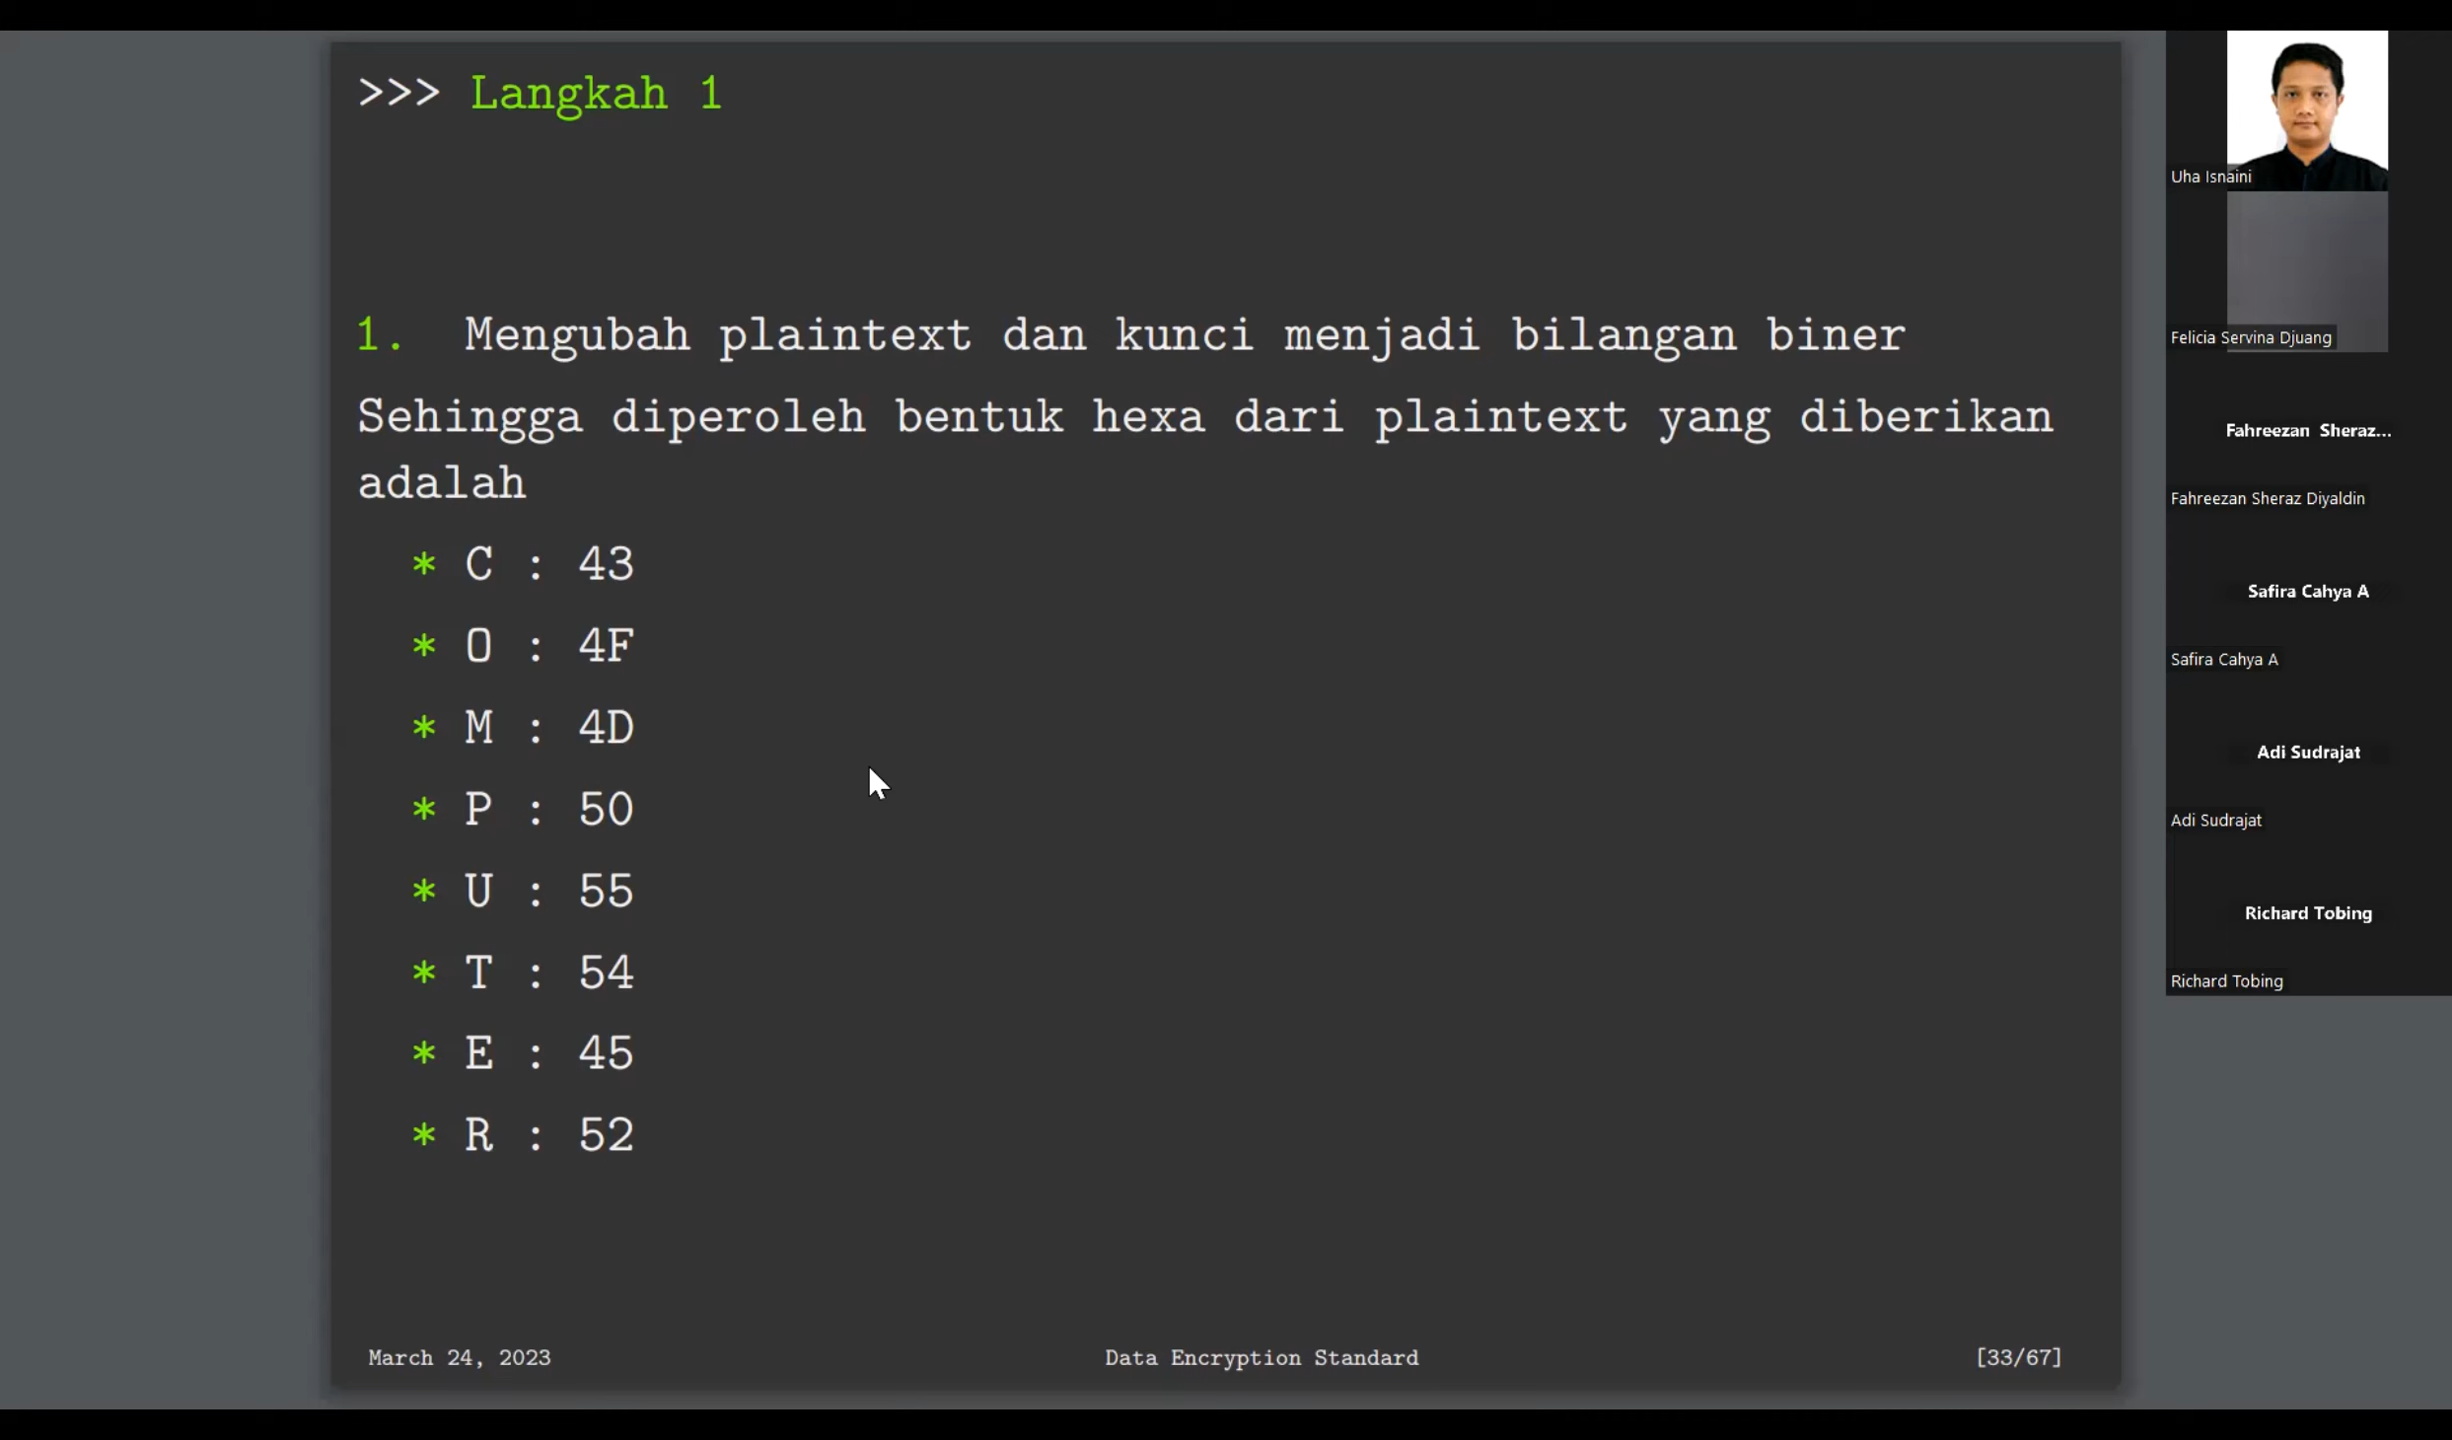 >>> Langkah 1
1. Mengubah plaintext dan kunci menjadi bilangan biner
Sehingga diperoleh bentuk hexa dari plaintext yang diberikan
adalah
* C : 43
* O : 4F
* M : 4D
* P : 50
* U : 55
* T : 54
* E : 45
* R : 52
March 24, 2023 Data Encryption Standard [33/67]
Uha Isnaini
Felicia Servina Djuang
Fahreezan Sheraz...
Fahreezan Sheraz Diyaldin
Safira Cahya A
Safira Cahya A
Adi Sudrajat
Adi Sudrajat
Richard Tobing
Richard Tobing